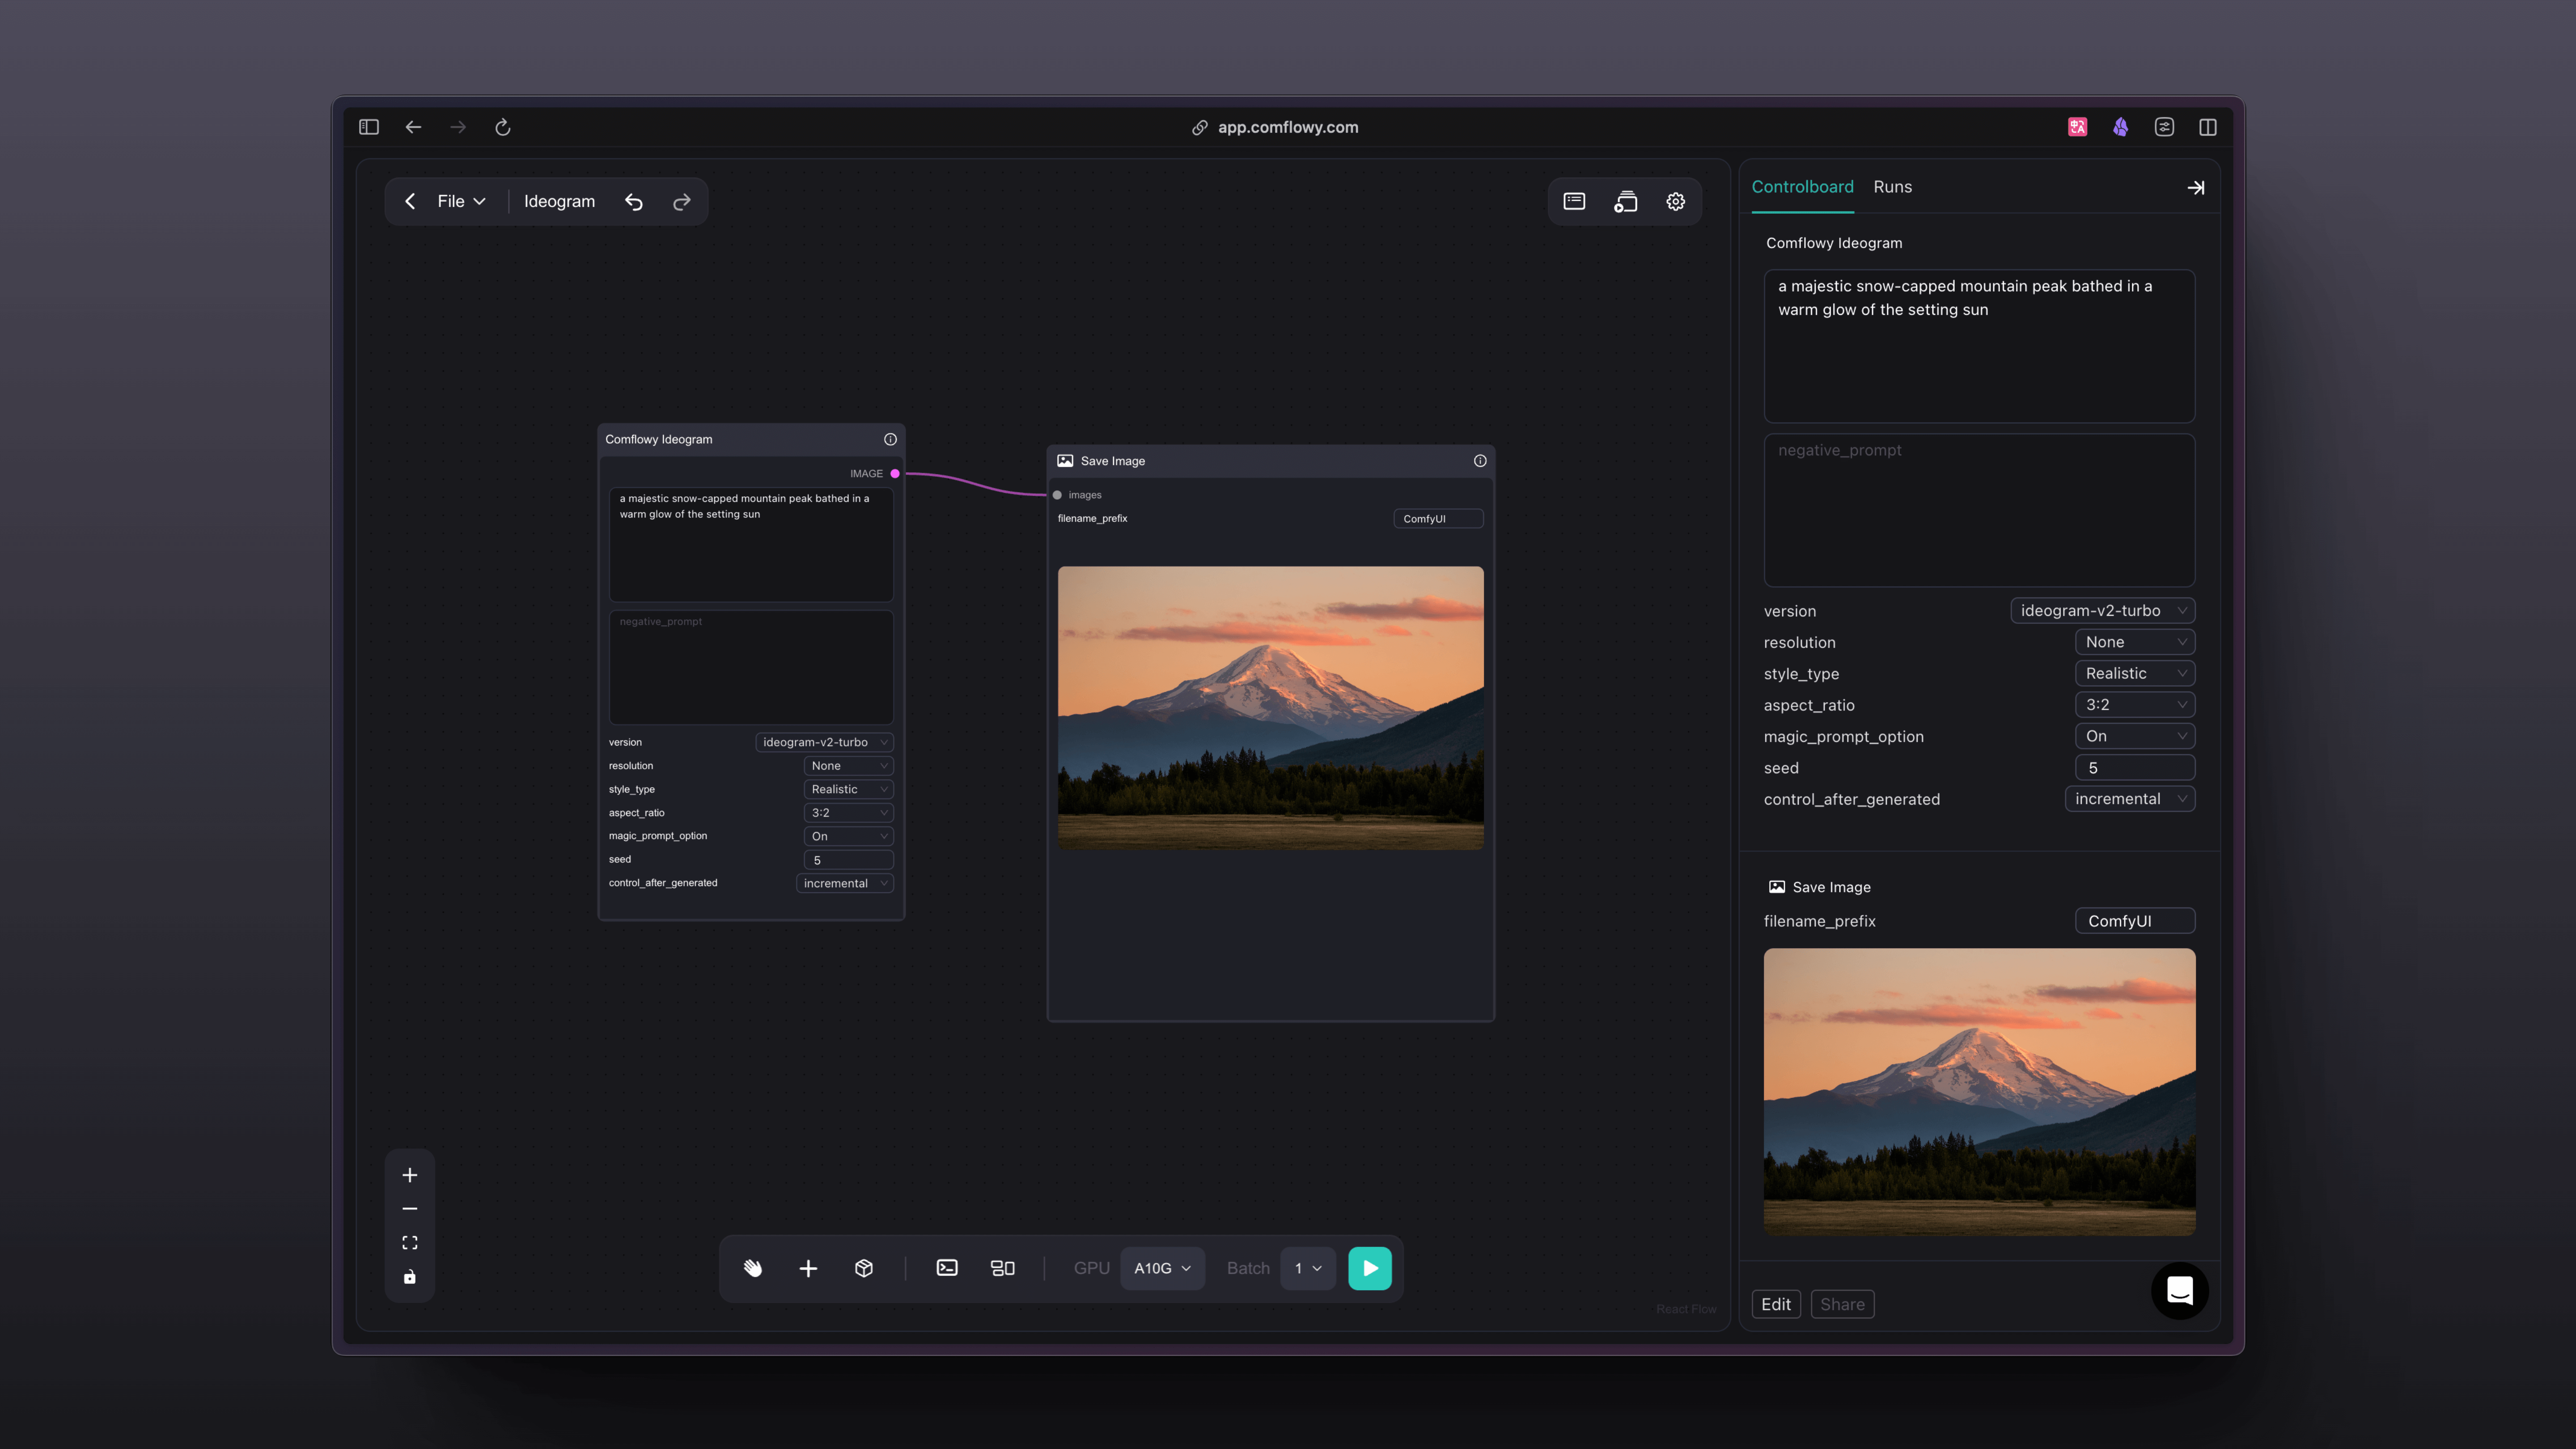 app.comflowy.com
File
Ideogram
Comflowy Ideogram
IMAGE
a majestic snow-capped mountain peak bathed in a
warm glow of the setting sun
negative_prompt
version ideogram-v2-turbo
resolution None
style_type Realistic
aspect_ratio 3:2
magic_prompt_option On
seed 5
control_after_generated incremental
Save Image
images
filename_prefix ComfyUI
GPU A10G Batch 1
React Flow
Controlboard Runs
Comflowy Ideogram
a majestic snow-capped mountain peak bathed in a
warm glow of the setting sun
negative_prompt
version ideogram-v2-turbo
resolution None
style_type Realistic
aspect_ratio 3:2
magic_prompt_option On
seed 5
control_after_generated incremental
Save Image
filename_prefix ComfyUI
Edit Share